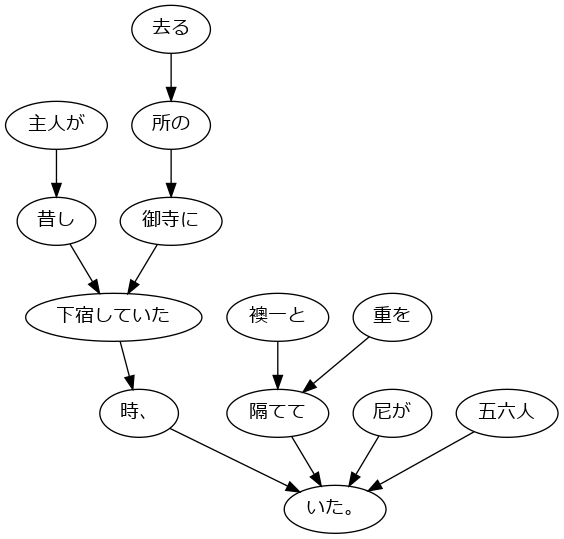 去る
主人が
所の
昔し
御寺に
下宿していた
襖一と
重を
時、
隔てて
尼が
五六人
いた。